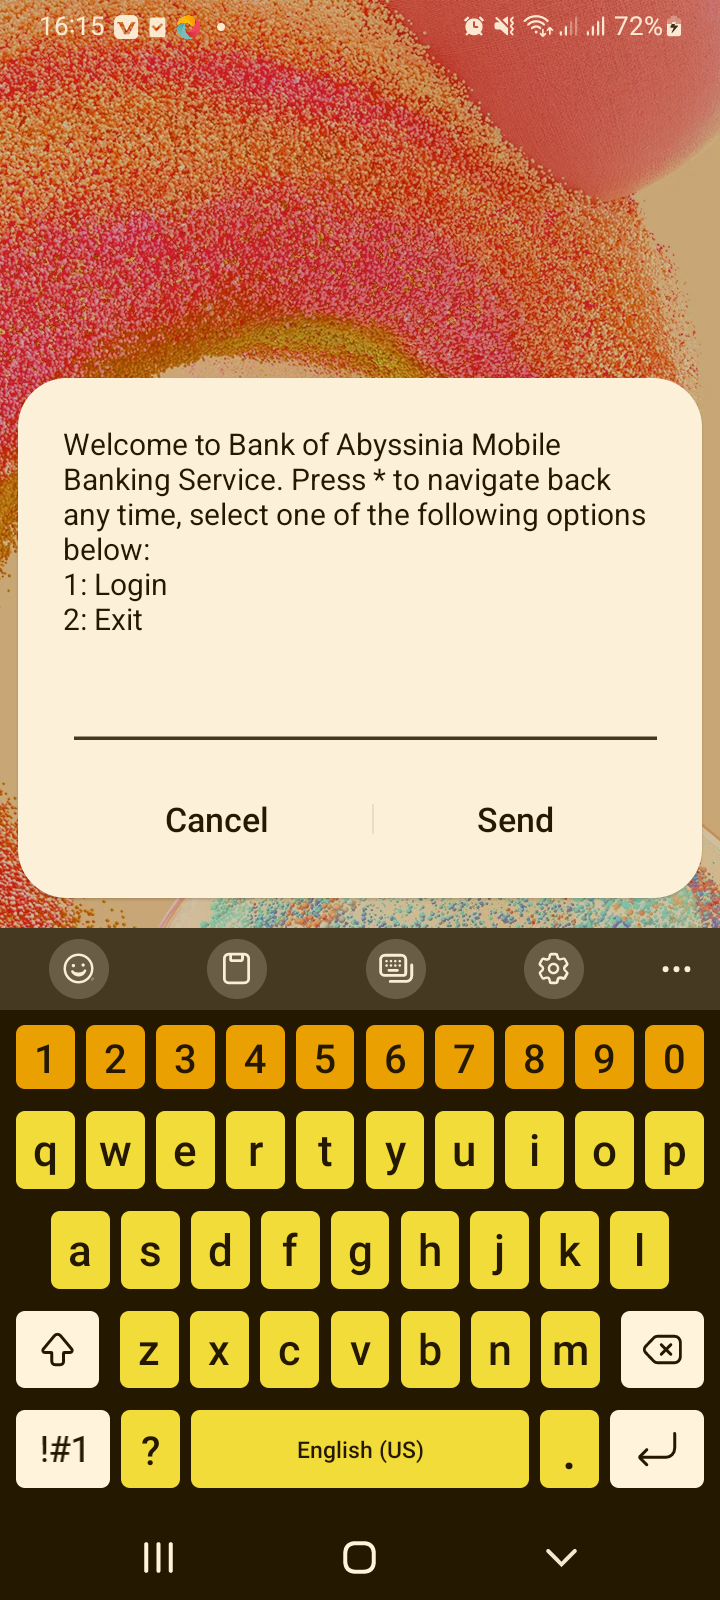 16:15 72%
Welcome to Bank of Abyssinia Mobile
Banking Service. Press * to navigate back
any time, select one of the following options
below:
1: Login
2: Exit
Cancel Send
1 2 3 4 5 6 7 8 9 0
q w e r t y u i o p
a s d f g h j k l
z x c v b n m
!#1 ? English (US) .